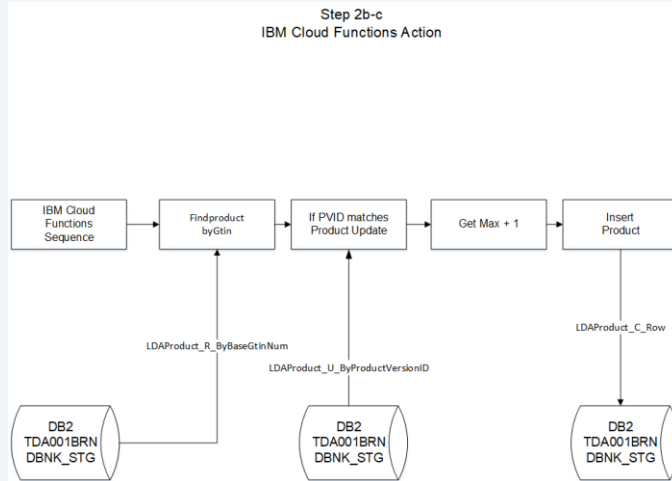 Step 2b-c
IBM Cloud Functions Action
IBM Cloud
Functions
Sequence
Findproduct
byGtin
If PVID matches
Product Update
Get Max + 1
Insert
Product
LDAProduct_R_ByBaseGtinNum
LDAProduct_U_ByProductVersionID
LDAProduct_C_Row
DB2
TDA001BRN
DBNK_STG
DB2
TDA001BRN
DBNK_STG
DB2
TDA001BRN
DBNK_STG